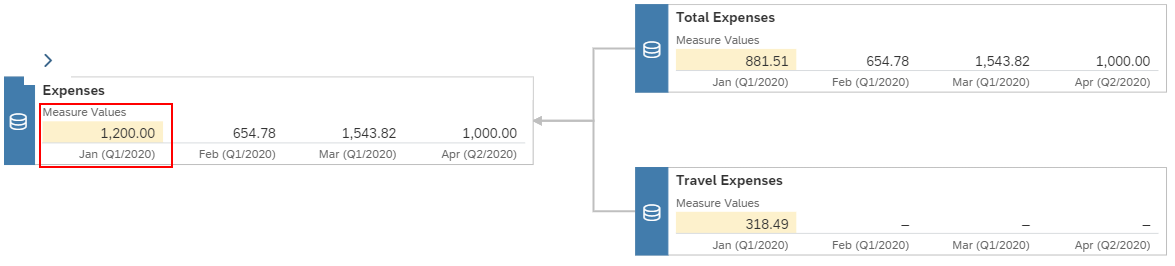 Expenses
Measure Values
1,200.00 654.78 1,543.82 1,000.00
Jan (Q1/2020) Feb (Q1/2020) Mar (Q1/2020) Apr (Q2/2020)
Total Expenses
Measure Values
881.51 654.78 1,543.82 1,000.00
Jan (Q1/2020) Feb (Q1/2020) Mar (Q1/2020) Apr (Q2/2020)
Travel Expenses
Measure Values
318.49 – – –
Jan (Q1/2020) Feb (Q1/2020) Mar (Q1/2020) Apr (Q2/2020)